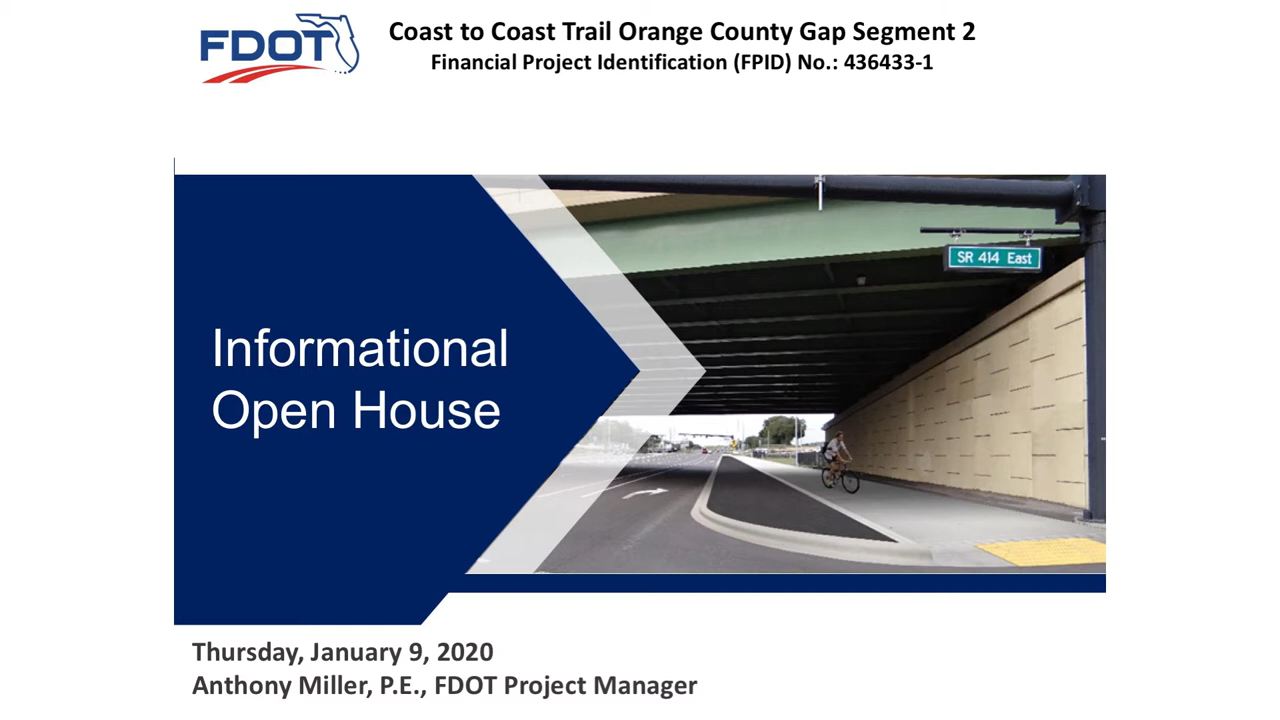 FDOT
Coast to Coast Trail Orange County Gap Segment 2
Financial Project Identification (FPID) No.: 436433-1
SR 414 East
Informational
Open House
Thursday, January 9, 2020
Anthony Miller, P.E., FDOT Project Manager